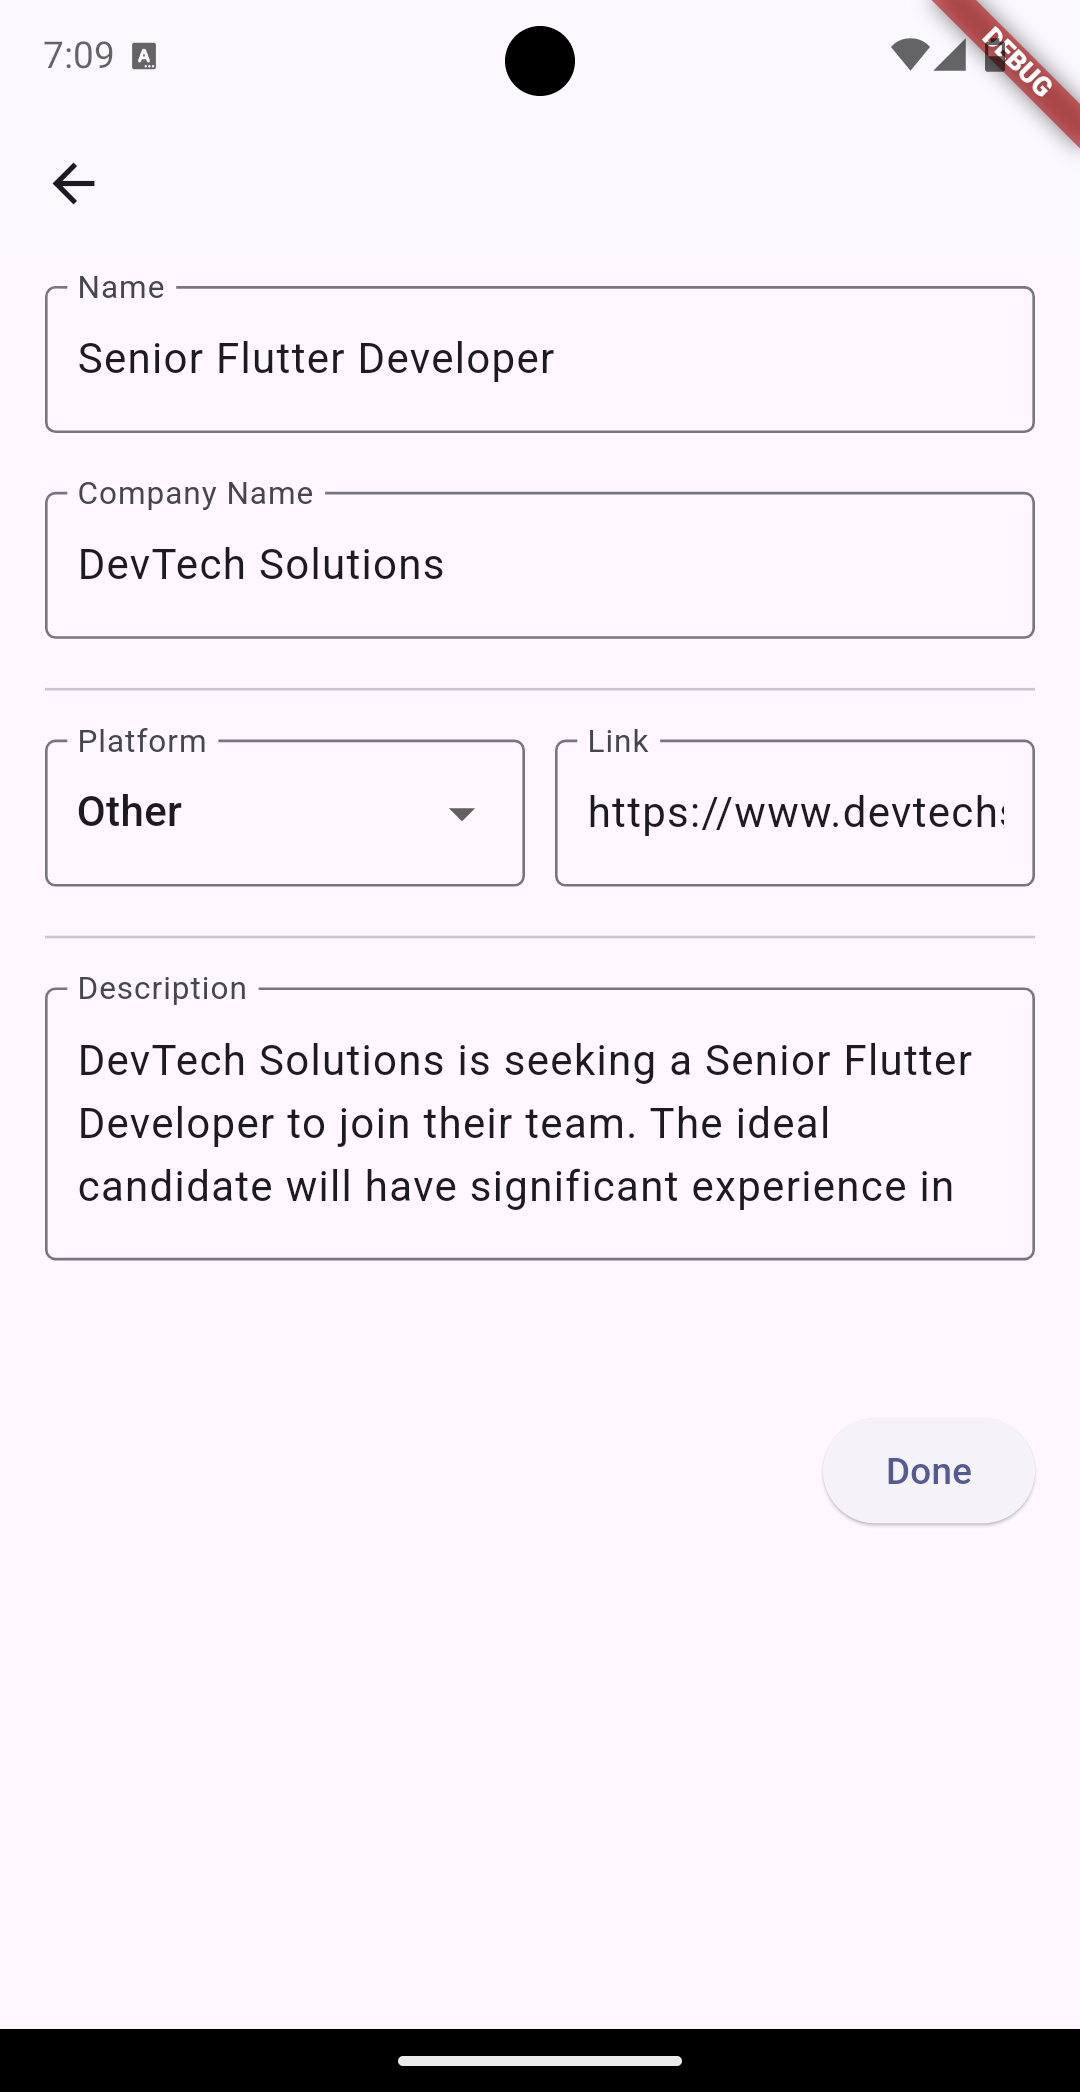 7:09
DEBUG
Name
Senior Flutter Developer
Company Name
DevTech Solutions
Platform
Other
Link
https://www.devtech
Description
DevTech Solutions is seeking a Senior Flutter
Developer to join their team. The ideal
candidate will have significant experience in
Done